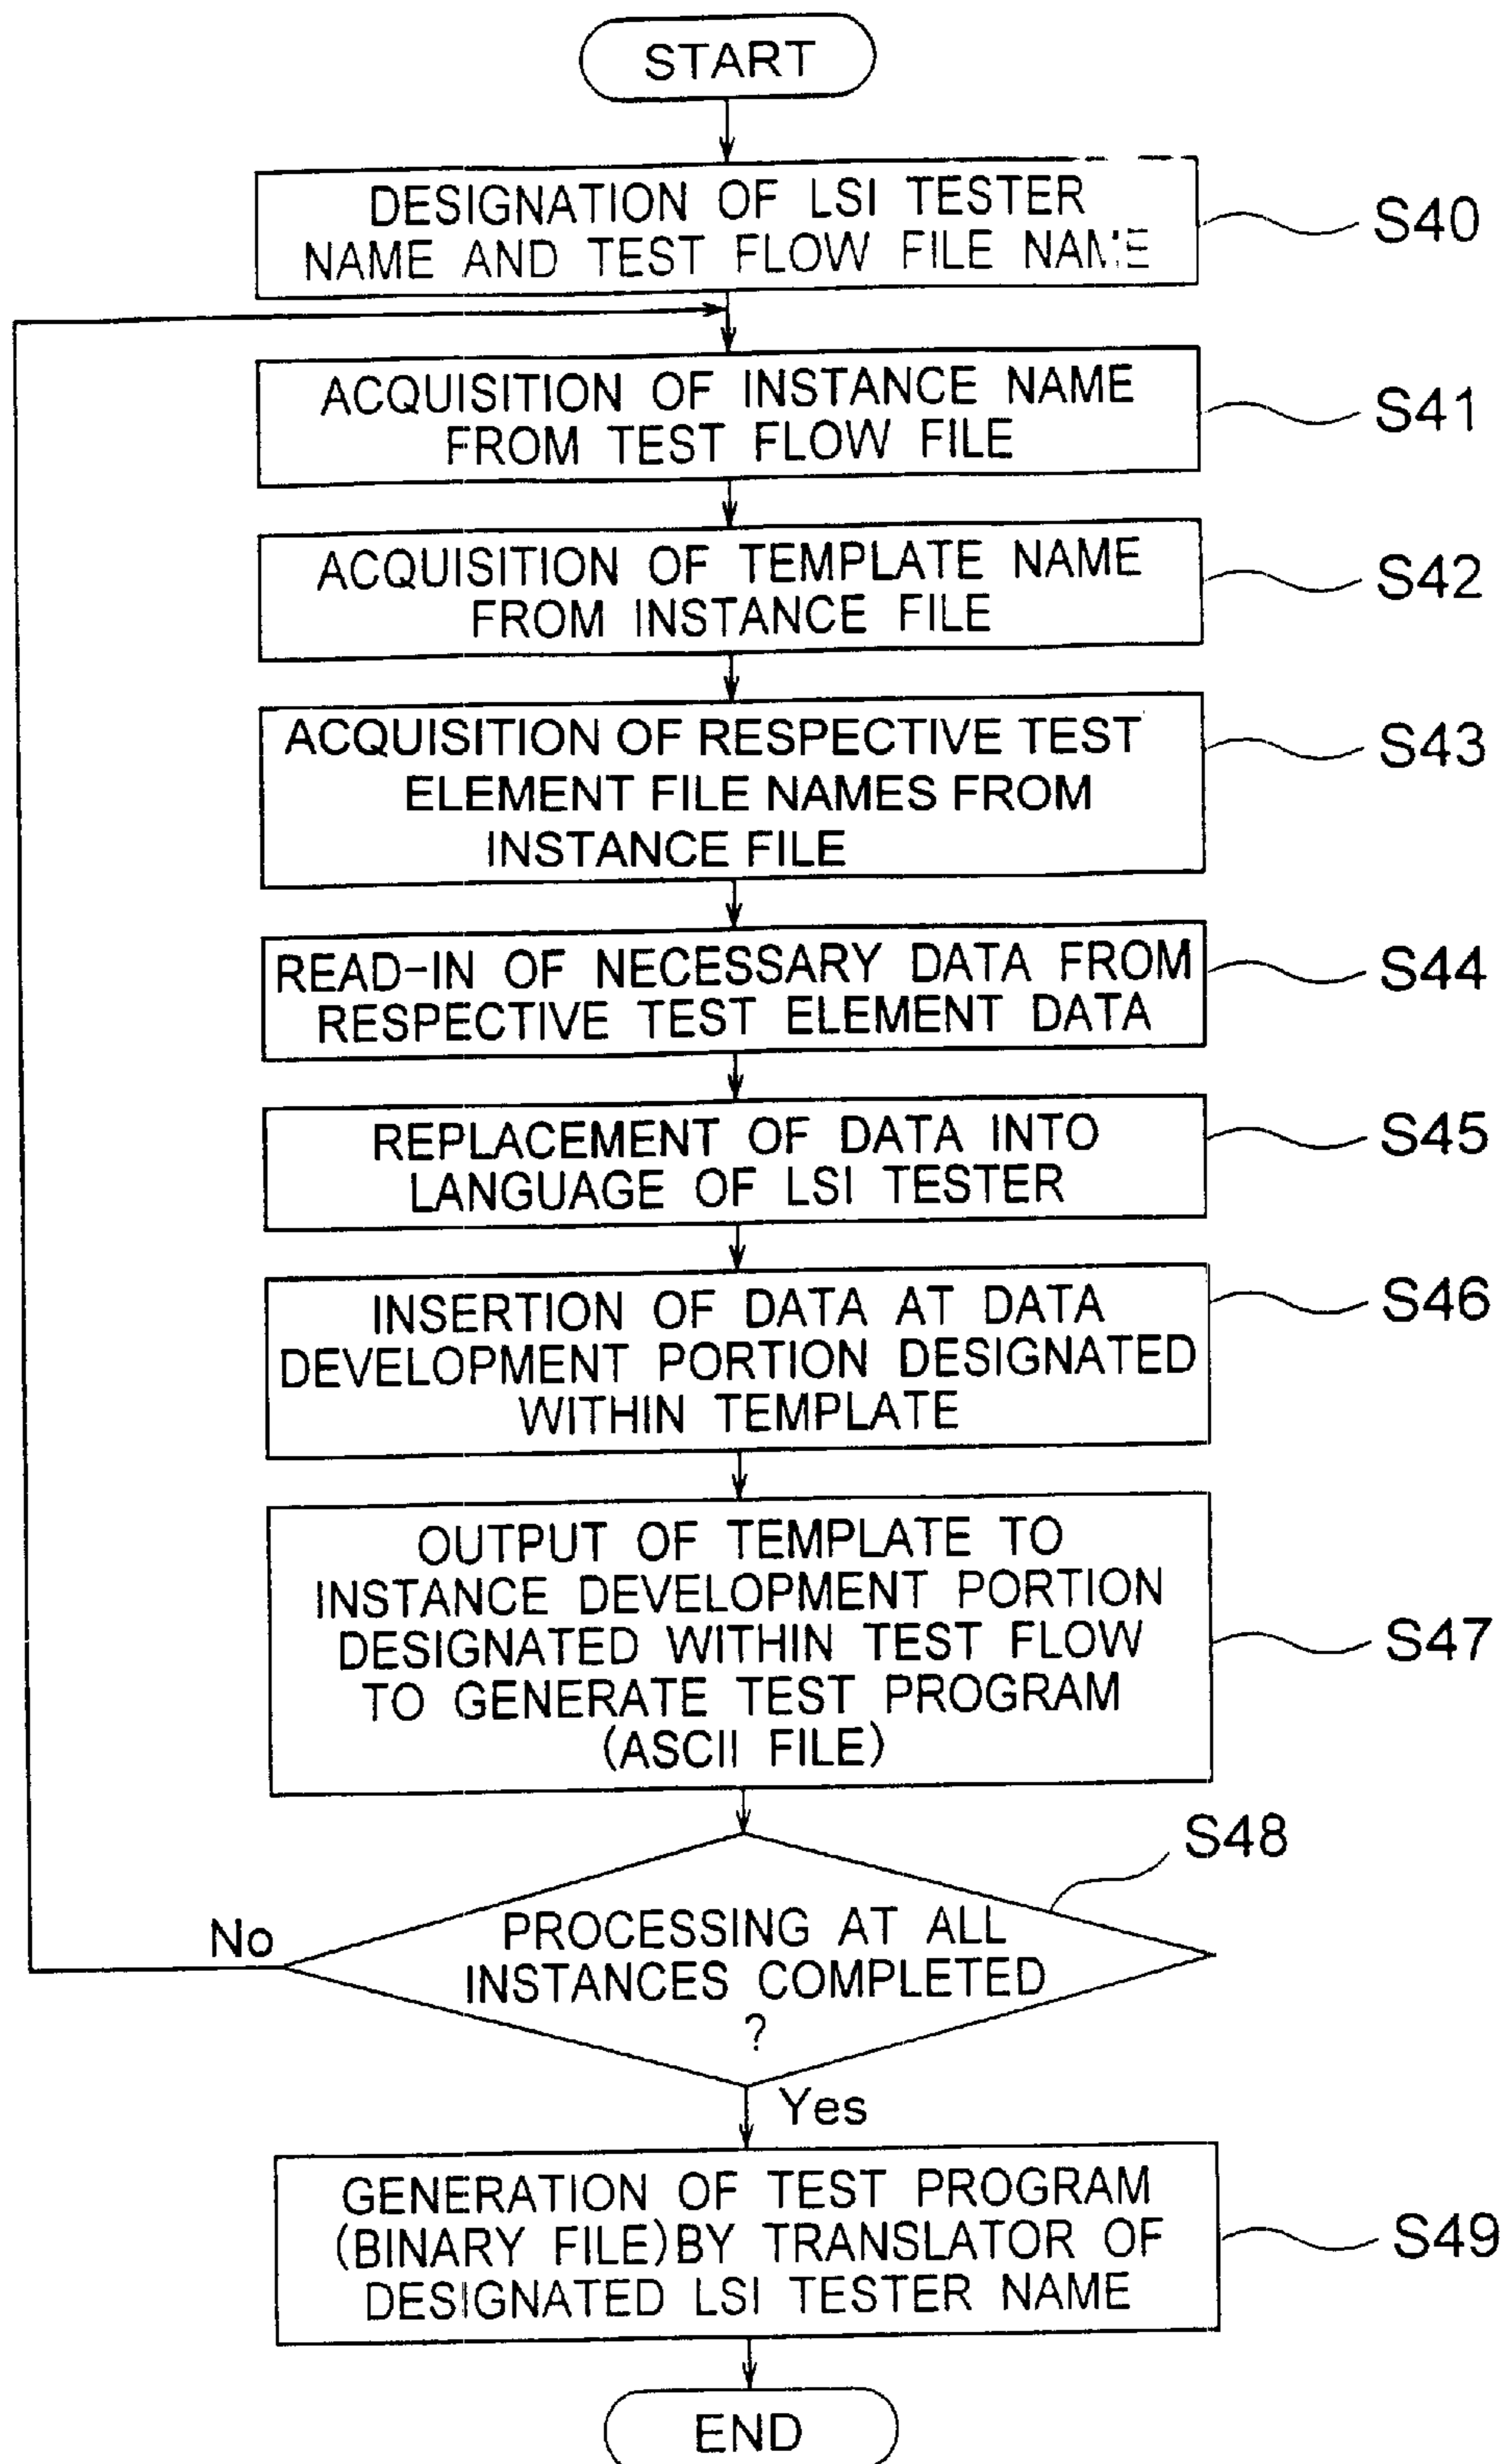 START
DESIGNATION OF LSI TESTER
NAME AND TEST FLOW FILE NAME
S40
ACQUISITION OF INSTANCE NAME
FROM TEST FLOW FILE
S41
ACQUISITION OF TEMPLATE NAME
FROM INSTANCE FILE
S42
ACQUISITION OF RESPECTIVE TEST
ELEMENT FILE NAMES FROM
INSTANCE FILE
S43
READ-IN OF NECESSARY DATA FROM
RESPECTIVE TEST ELEMENT DATA
S44
REPLACEMENT OF DATA INTO
LANGUAGE OF LSI TESTER
S45
INSERTION OF DATA AT DATA
DEVELOPMENT PORTION DESIGNATED
WITHIN TEMPLATE
S46
OUTPUT OF TEMPLATE TO
INSTANCE DEVELOPMENT PORTION
DESIGNATED WITHIN TEST FLOW
TO GENERATE TEST PROGRAM
(ASCII FILE)
S47
S48
PROCESSING AT ALL
INSTANCES COMPLETED
?
No
Yes
GENERATION OF TEST PROGRAM
(BINARY FILE)BY TRANSLATOR OF
DESIGNATED LSI TESTER NAME
S49
END